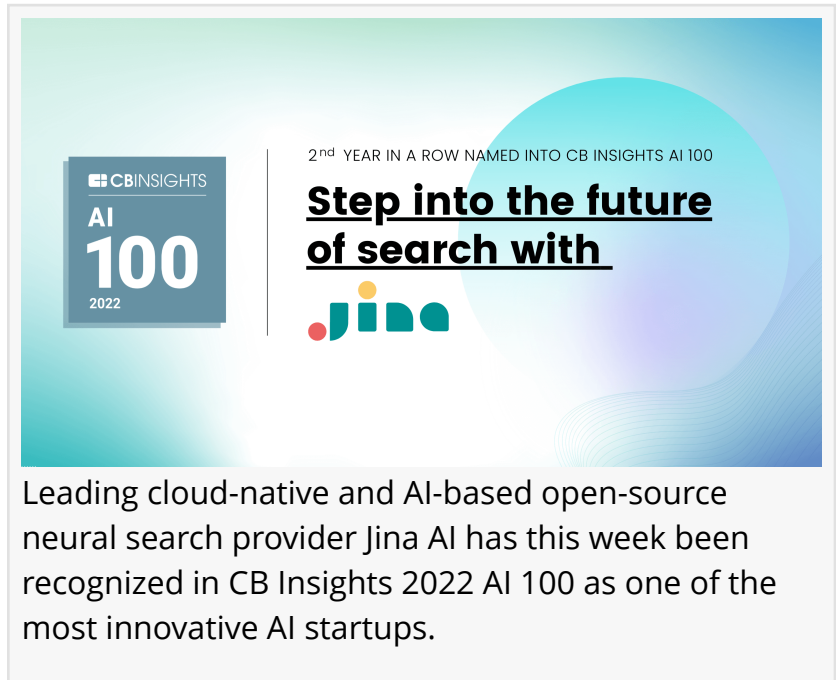 CBINSIGHTS
AI
100
2022
2nd YEAR IN A ROW NAMED INTO CB INSIGHTS AI 100
Step into the future
of search with
Jina
Leading cloud-native and AI-based open-source
neural search provider Jina AI has this week been
recognized in CB Insights 2022 AI 100 as one of the
most innovative AI startups.